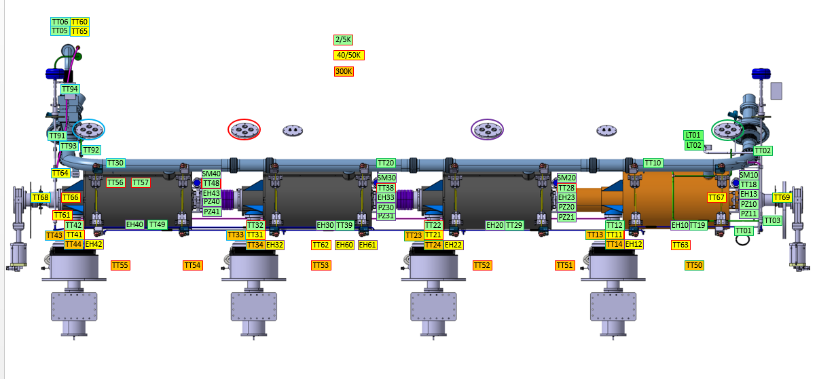 TT06 TT60
TT05 TT65
2/5K
40/50K
300K
TT94
TT91
TT93 TT92
LT01
LT02
TT02
TT30
TT20
TT10
TT64
TT56 TT57
SM40
TT48
EH43
PZ40
PZ41
SM30
TT38
EH33
PZ30
PZ31
SM20
TT28
EH23
PZ20
PZ21
SM10
TT18
EH13
PZ10
PZ11
TT68
TT66
TT67
TT69
TT61
TT03
TT42
EH40 TT49
TT32
EH30 TT39
TT22
EH20 TT29
TT12
EH10 TT19
TT01
TT43 TT41
TT33 TT31
TT23 TT21
TT13 TT11
TT44 EH42
TT34 EH32
TT62 EH60 EH61
TT24 EH22
TT14 EH12
TT63
TT55
TT54
TT53
TT52
TT51
TT50